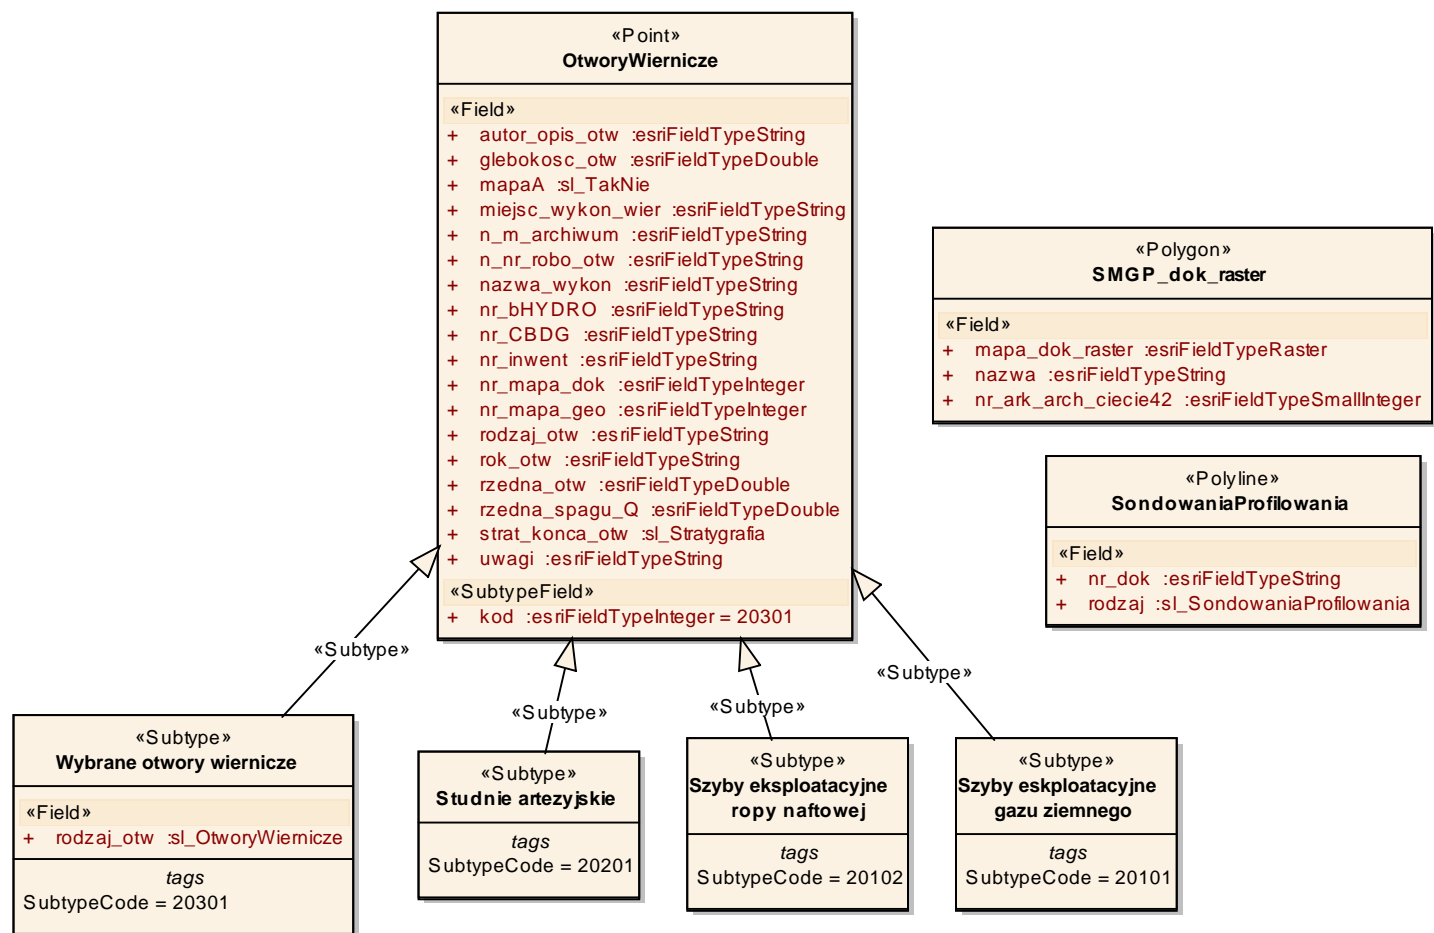 «Point»
OtworyWiernicze
«Field»
+ autor_opis_otw :esriFieldTypeString
+ glebokosc_otw :esriFieldTypeDouble
+ mapaA :sl_TakNie
+ miejsc_wykon_wier :esriFieldTypeString
+ n_m_archiwum :esriFieldTypeString
+ n_nr_robo_otw :esriFieldTypeString
+ nazwa_wykon :esriFieldTypeString
+ nr_bHYDRO :esriFieldTypeString
+ nr_CBDG :esriFieldTypeString
+ nr_inwent :esriFieldTypeString
+ nr_mapa_dok :esriFieldTypeInteger
+ nr_mapa_geo :esriFieldTypeInteger
+ rodzaj_otw :esriFieldTypeString
+ rok_otw :esriFieldTypeString
+ rzedna_otw :esriFieldTypeDouble
+ rzedna_spagu_Q :esriFieldTypeDouble
+ strat_konca_otw :sl_Stratygrafia
+ uwagi :esriFieldTypeString
«SubtypeField»
+ kod :esriFieldTypeInteger = 20301
«Polygon»
SMGP_dok_raster
«Field»
+ mapa_dok_raster :esriFieldTypeRaster
+ nazwa :esriFieldTypeString
+ nr_ark_arch_ciecie42 :esriFieldTypeSmallInteger
«Polyline»
SondowaniaProfilowania
«Field»
+ nr_dok :esriFieldTypeString
+ rodzaj :sl_SondowaniaProfilowania
«Subtype»
«Subtype»
«Subtype»
«Subtype»
«Subtype»
Wybrane otwory wiernicze
«Field»
+ rodzaj_otw :sl_OtworyWiernicze
tags
SubtypeCode = 20301
«Subtype»
Studnie artezyjskie
tags
SubtypeCode = 20201
«Subtype»
Szyby eksploatacyjne
ropy naftowej
tags
SubtypeCode = 20102
«Subtype»
Szyby eskploatacyjne
gazu ziemnego
tags
SubtypeCode = 20101